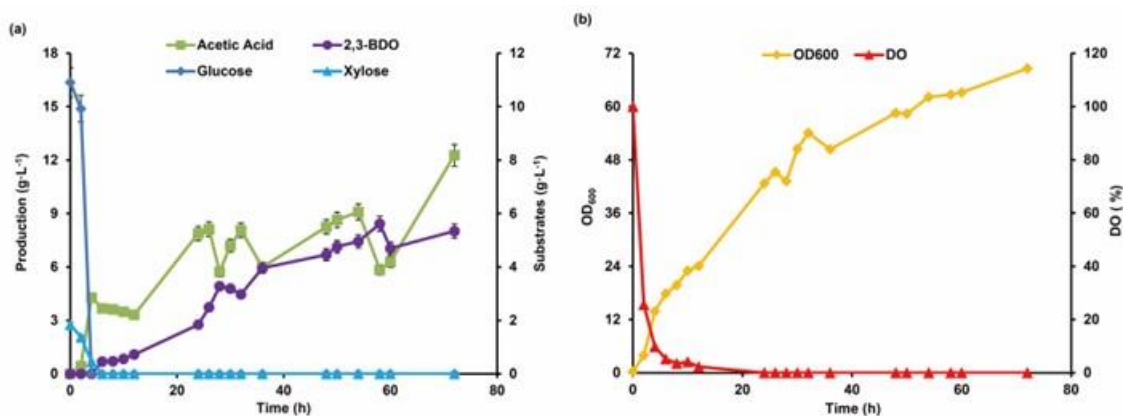 (a)
Acetic Acid 2,3-BDO
Glucose Xylose
18 15 12 9 6 3 0
Production (g·L⁻¹)
12 10 8 6 4 2 0
Substrates (g·L⁻¹)
0 20 40 60 80
Time (h)
(b)
OD600 DO
72 60 48 36 24 12 0
OD₆₀₀
120 100 80 60 40 20 0
DO (%)
0 20 40 60 80
Time (h)